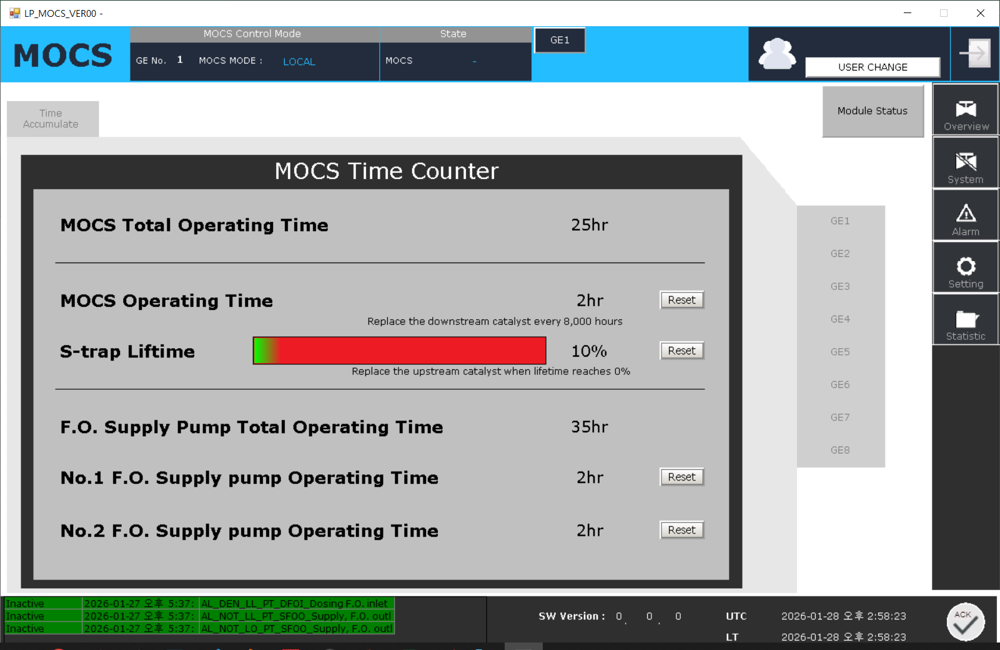 LP_MOCS_VER00 -
MOCS
MOCS Control Mode
State
GE1
GE No. 1 MOCS MODE : LOCAL
MOCS -
USER CHANGE
Time
Accumulate
Module Status
Overview
System
Alarm
Setting
Statistic
MOCS Time Counter
MOCS Total Operating Time 25hr
MOCS Operating Time 2hr Reset
Replace the downstream catalyst every 8,000 hours
S-trap Liftime 10% Reset
Replace the upstream catalyst when lifetime reaches 0%
F.O. Supply Pump Total Operating Time 35hr
No.1 F.O. Supply pump Operating Time 2hr Reset
No.2 F.O. Supply pump Operating Time 2hr Reset
GE1
GE2
GE3
GE4
GE5
GE6
GE7
GE8
Inactive 2026-01-27 오후 5:37: AL_DEN_LL_PT_DFOI_Dosing F.O. inlet
Inactive 2026-01-27 오후 5:37: AL_NOT_LL_PT_SFOO_Supply, F.O. outl
Inactive 2026-01-27 오후 5:37: AL_NOT_LO_PT_SFOO_Supply, F.O. outl
SW Version : 0 . 0 . 0
UTC 2026-01-28 오후 2:58:23
LT 2026-01-28 오후 2:58:23
ACK